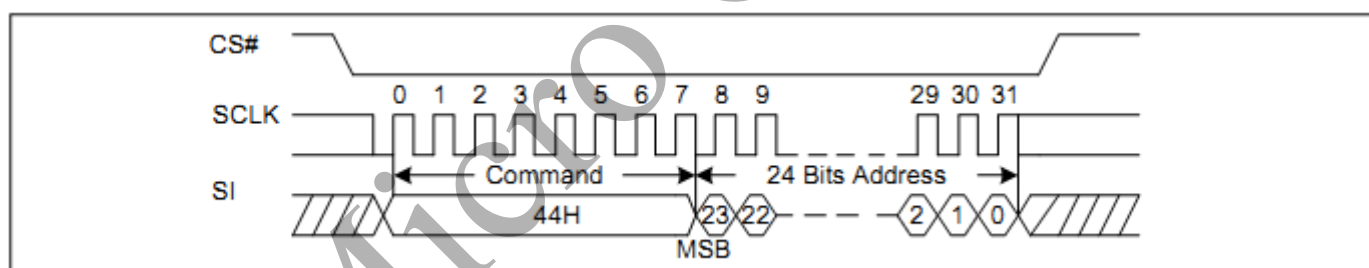 CS#
0 1 2 3 4 5 6 7 8 9 29 30 31
SCLK
Command 24 Bits Address
SI
44H 23 22 2 1 0
MSB
Micro